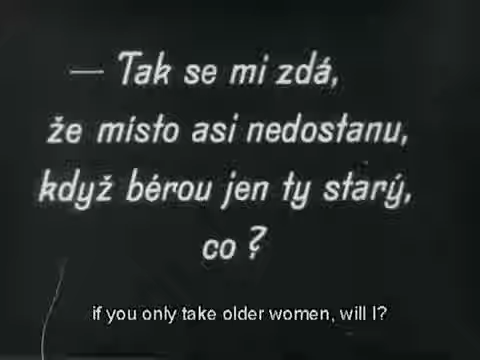 — Tak se mi zdá,
že misto asi nedostanu,
když bérou jen ty starý,
co?
if you only take older women, will I?